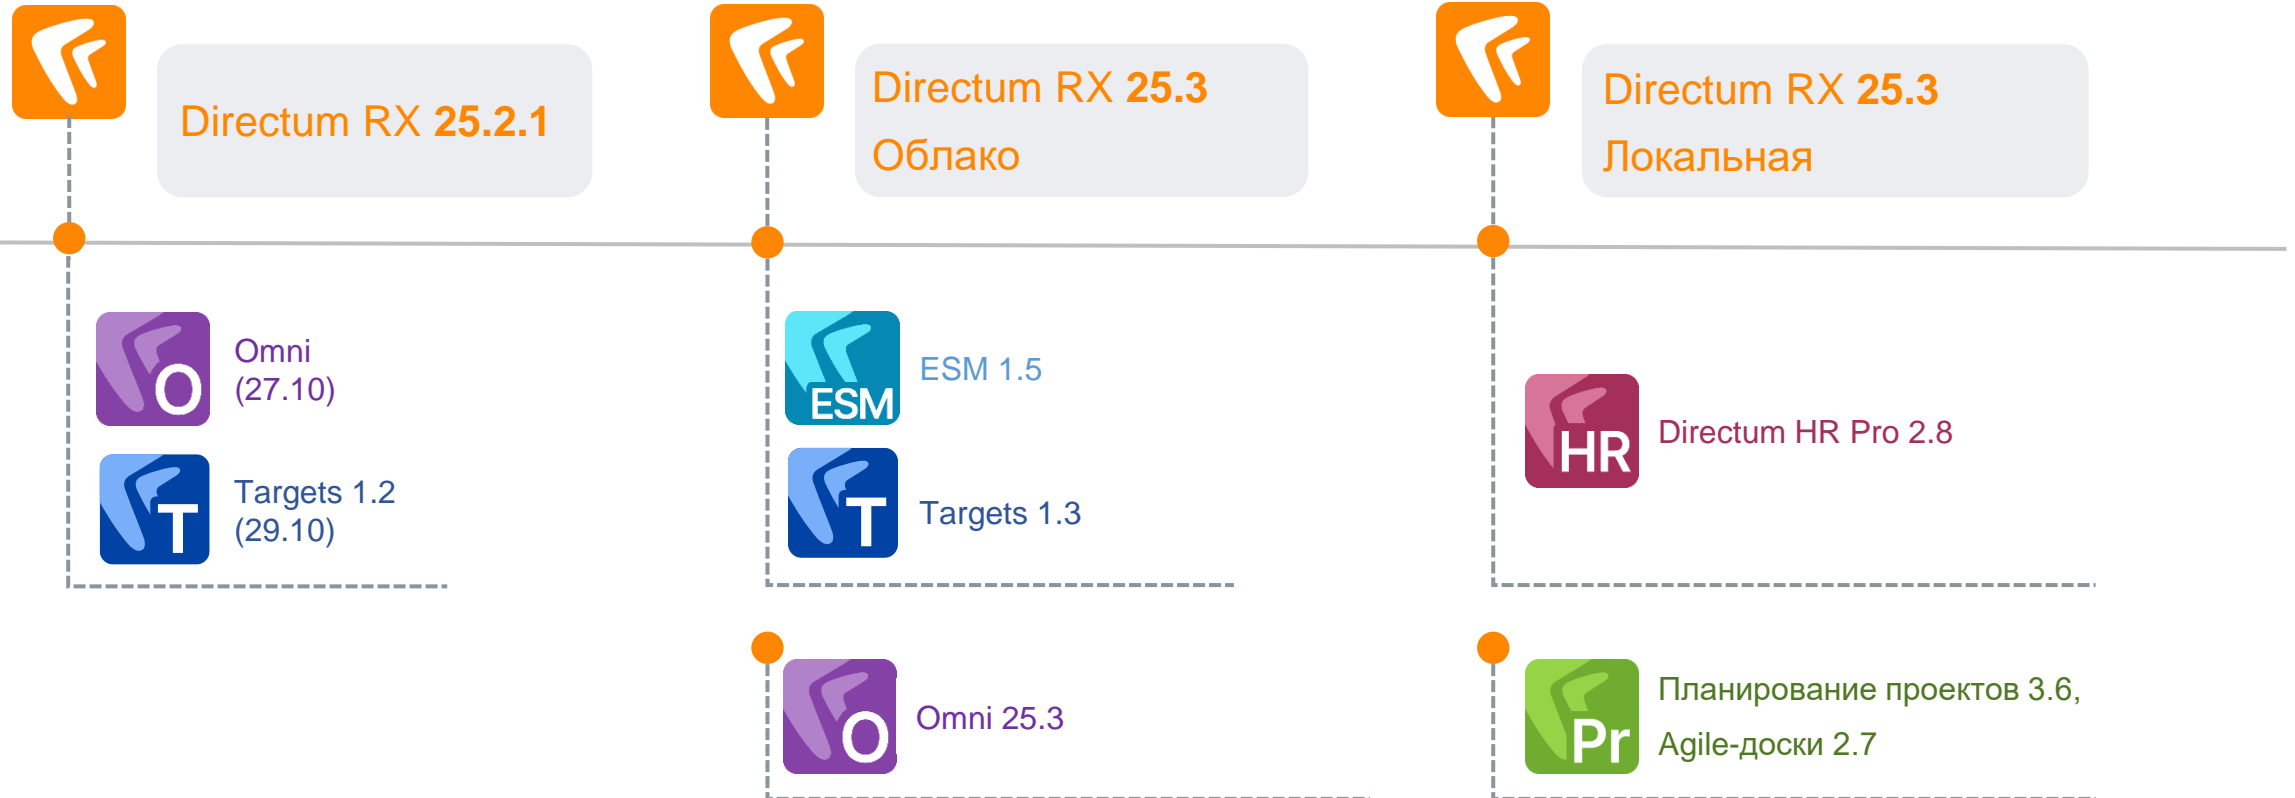 Directum RX 25.2.1
Omni
(27.10)
O
Targets 1.2
(29.10)
T
Directum RX 25.3
Облако
ESM 1.5
ESM
Targets 1.3
T
Omni 25.3
O
Directum RX 25.3
Локальная
Directum HR Pro 2.8
HR
Планирование проектов 3.6,
Agile-доски 2.7
Pr